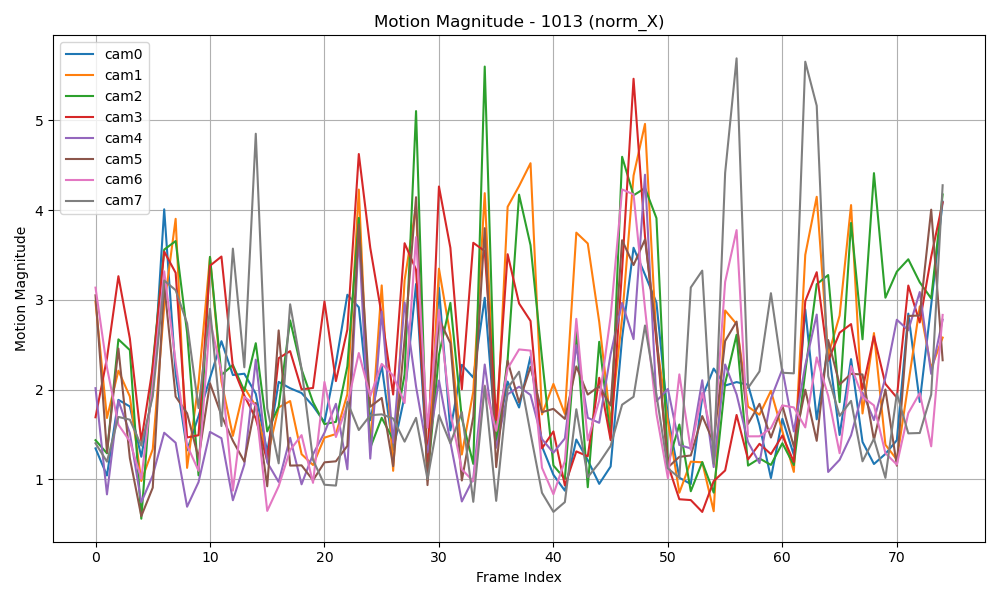 Motion Magnitude - 1013 (norm_X)
cam0
cam1
cam2
cam3
cam4
cam5
cam6
cam7
Motion Magnitude
5
4
3
2
1
0
10
20
30
40
50
60
70
Frame Index